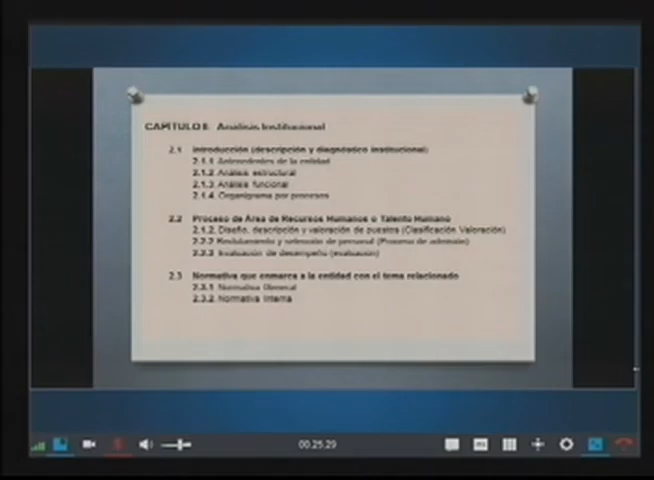 CAPÍTULO II: Análisis Institucional
2.1 Introducción (descripción y diagnóstico institucional)
2.1.1 Antecedentes de la entidad
2.1.2 Análisis estructural
2.1.3 Análisis funcional
2.1.4 Organigrama por procesos
2.2 Proceso de Área de Recursos Humanos o Talento Humano
2.1.2. Diseño, descripción y valoración de puestos (Clasificación Valoración)
2.2.2 Reclutamiento y selección de personal (Proceso de admisión)
2.2.3 Evaluación de desempeño (evaluación)
2.3 Normativa que enmarca a la entidad con el tema relacionado
2.3.1 Normativa General
2.3.2 Normativa Interna
00.25.29